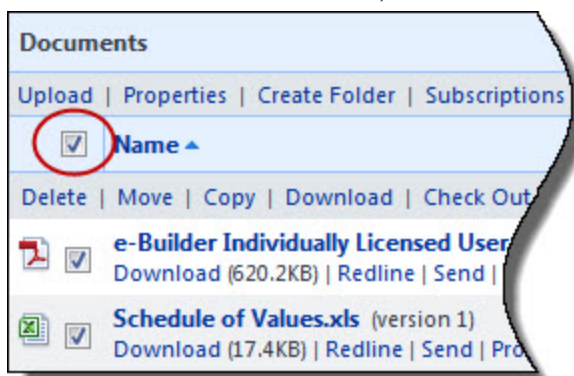 Documents
Upload | Properties | Create Folder | Subscriptions
Name
Delete | Move | Copy | Download | Check Out
e-Builder Individually Licensed User
Download (620.2KB) | Redline | Send |
Schedule of Values.xls (version 1)
Download (17.4KB) | Redline | Send | Pro